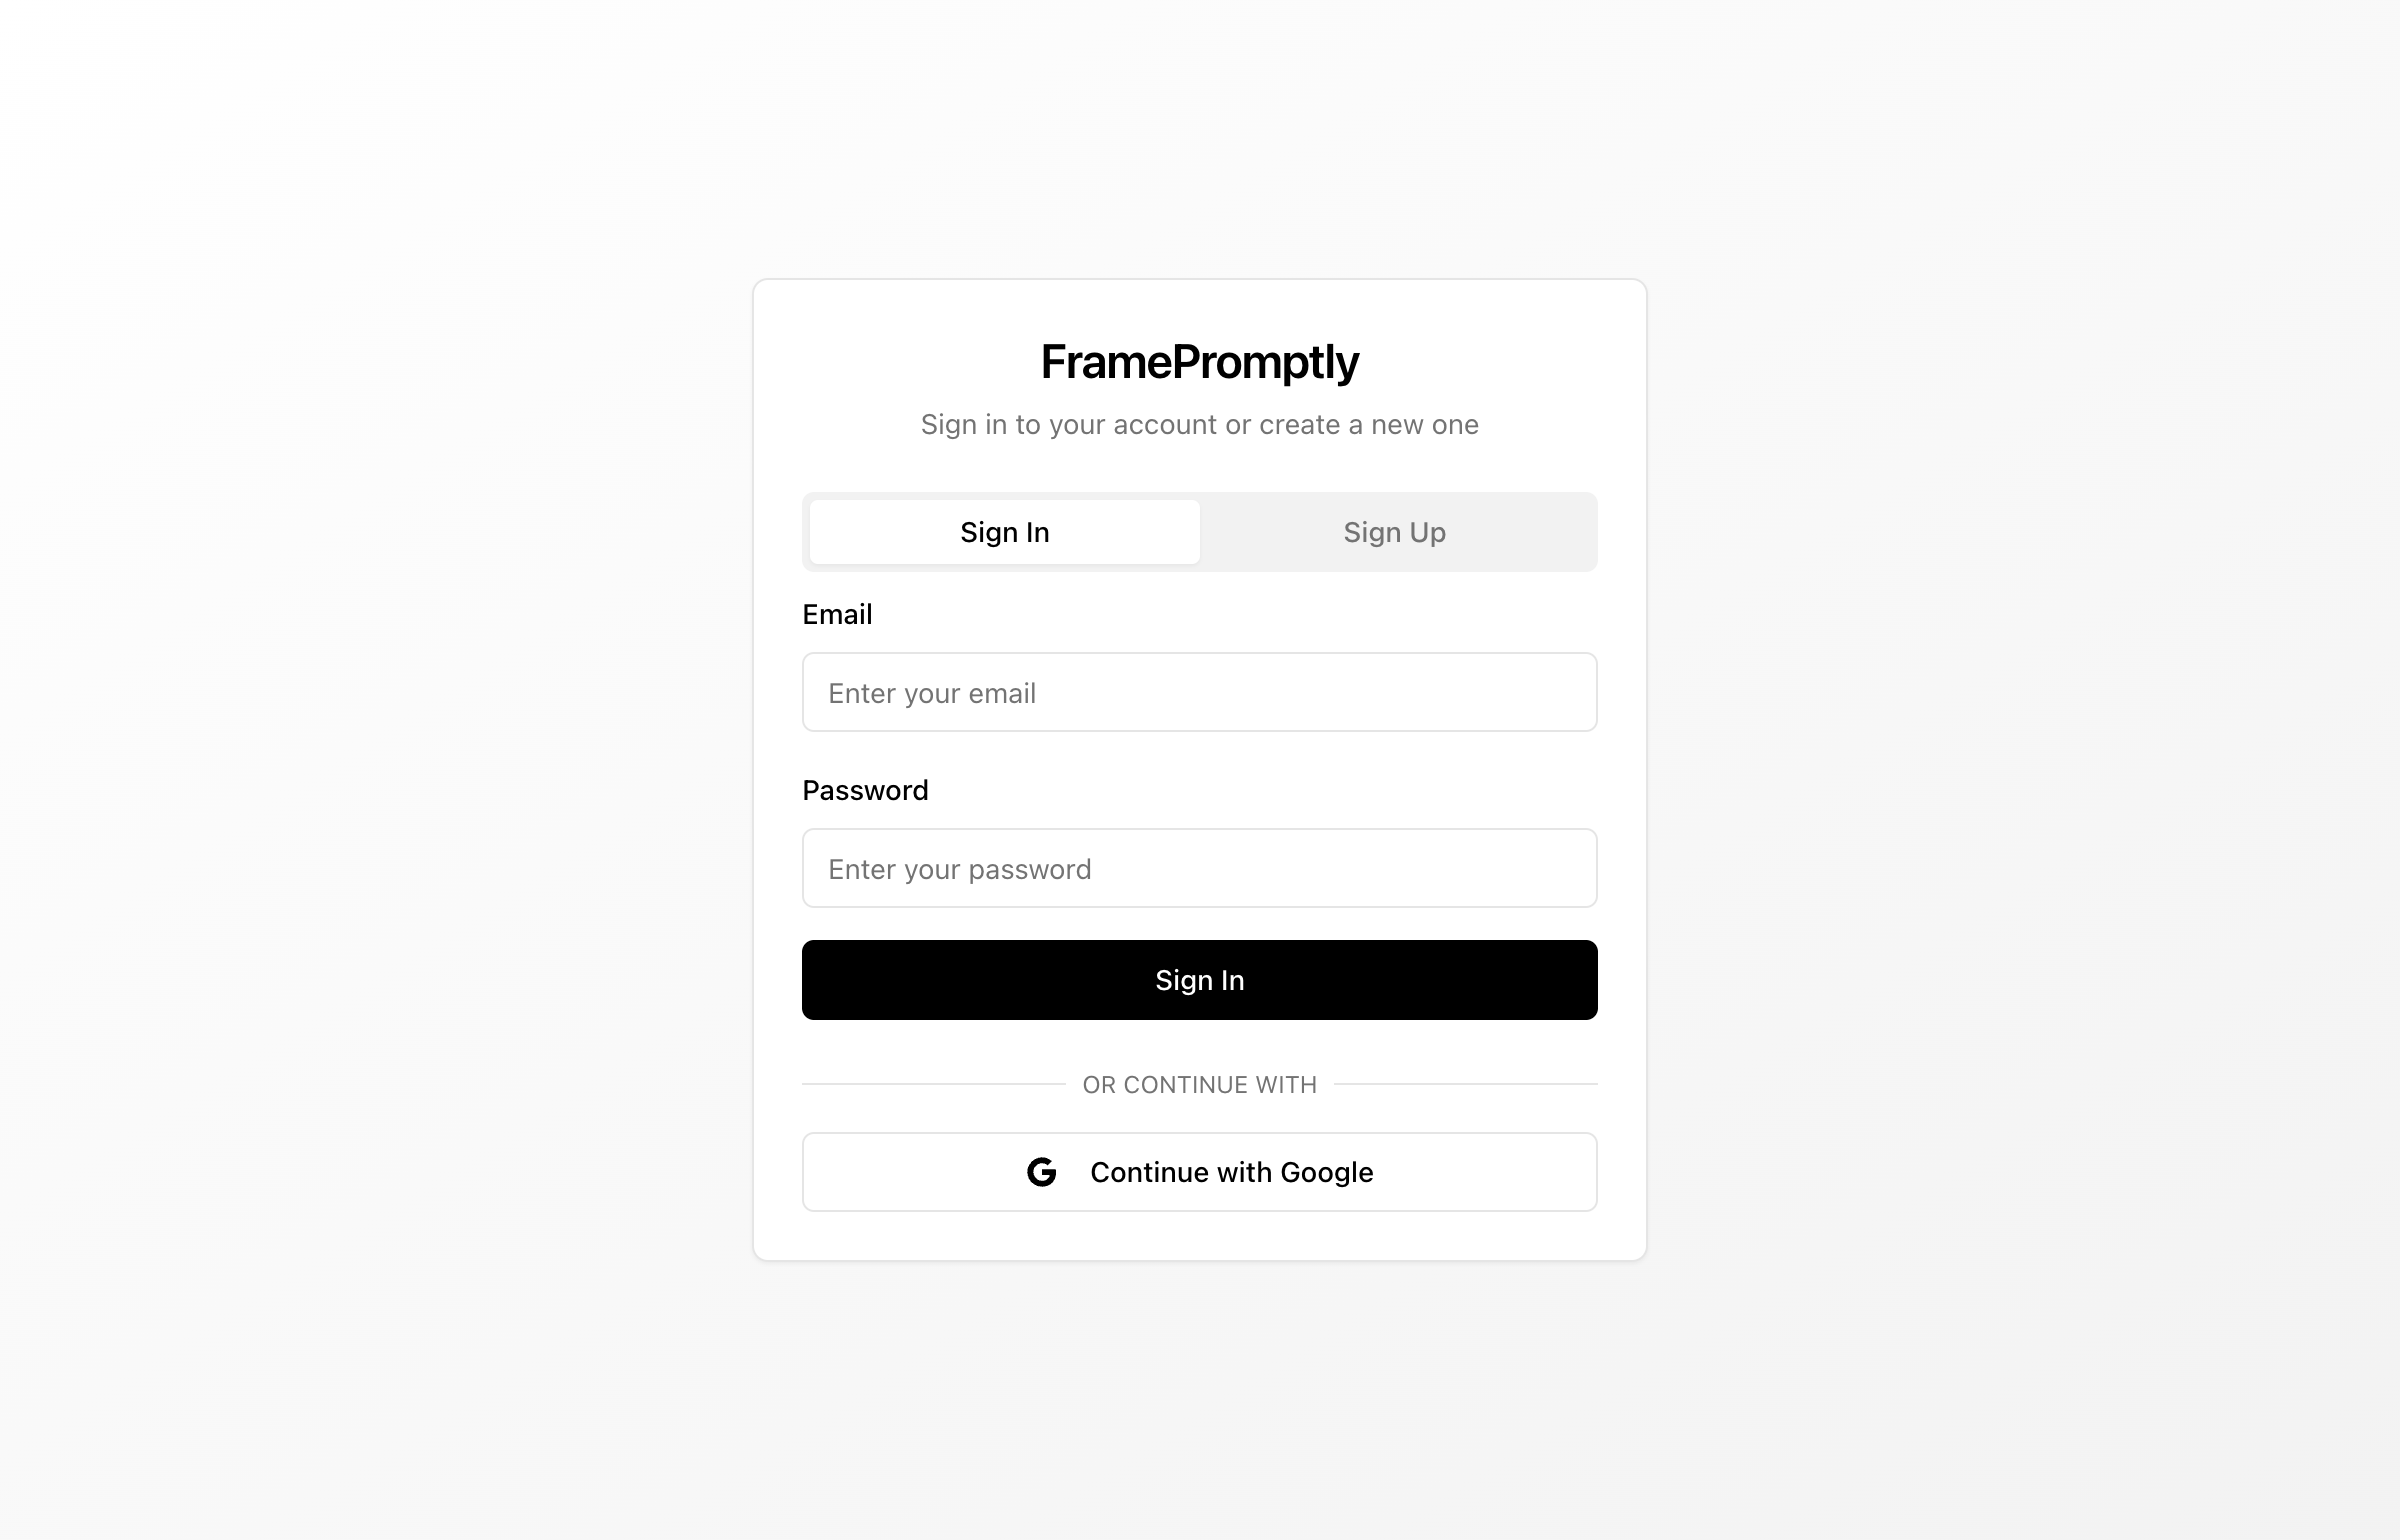 FramePromptly
Sign in to your account or create a new one
Sign In
Sign Up
Email
Enter your email
Password
Enter your password
Sign In
OR CONTINUE WITH
Continue with Google